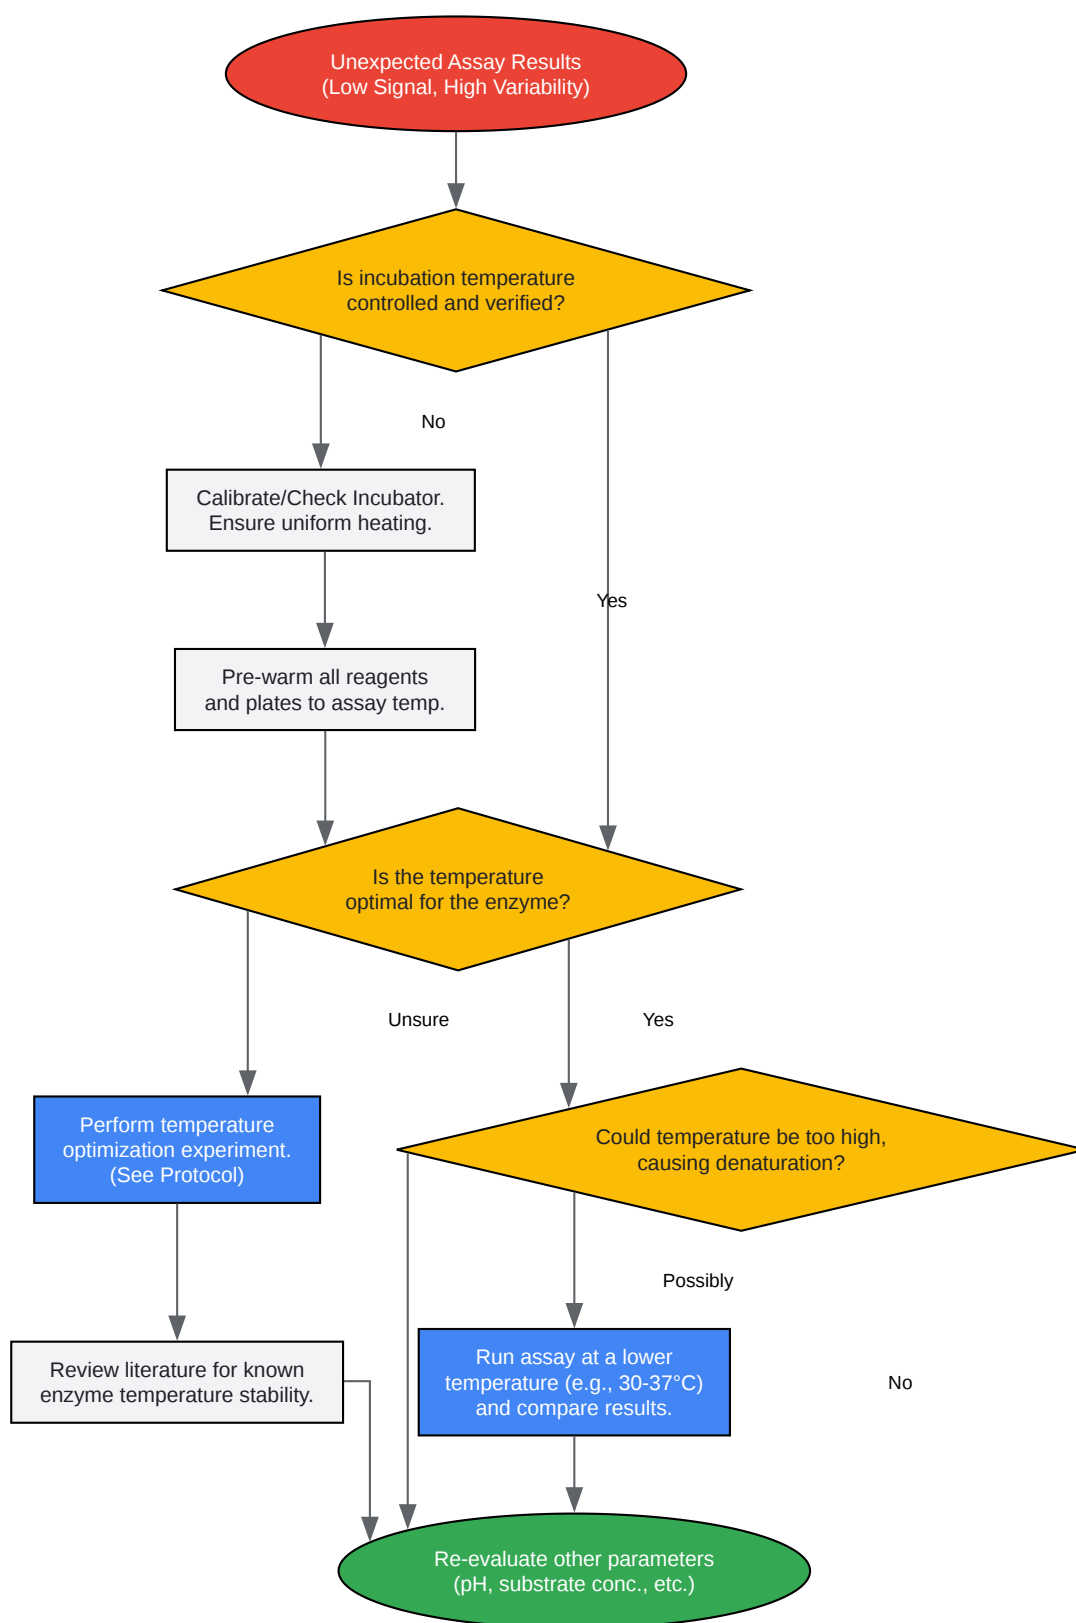 Unexpected Assay Results
(Low Signal, High Variability)
Is incubation temperature
controlled and verified?
No
Calibrate/Check Incubator.
Ensure uniform heating.
Yes
Pre-warm all reagents
and plates to assay temp.
Is the temperature
optimal for the enzyme?
Unsure
Yes
Perform temperature
optimization experiment.
(See Protocol)
Could temperature be too high,
causing denaturation?
Possibly
Review literature for known
enzyme temperature stability.
Run assay at a lower
temperature (e.g., 30-37°C)
and compare results.
No
Re-evaluate other parameters
(pH, substrate conc., etc.)